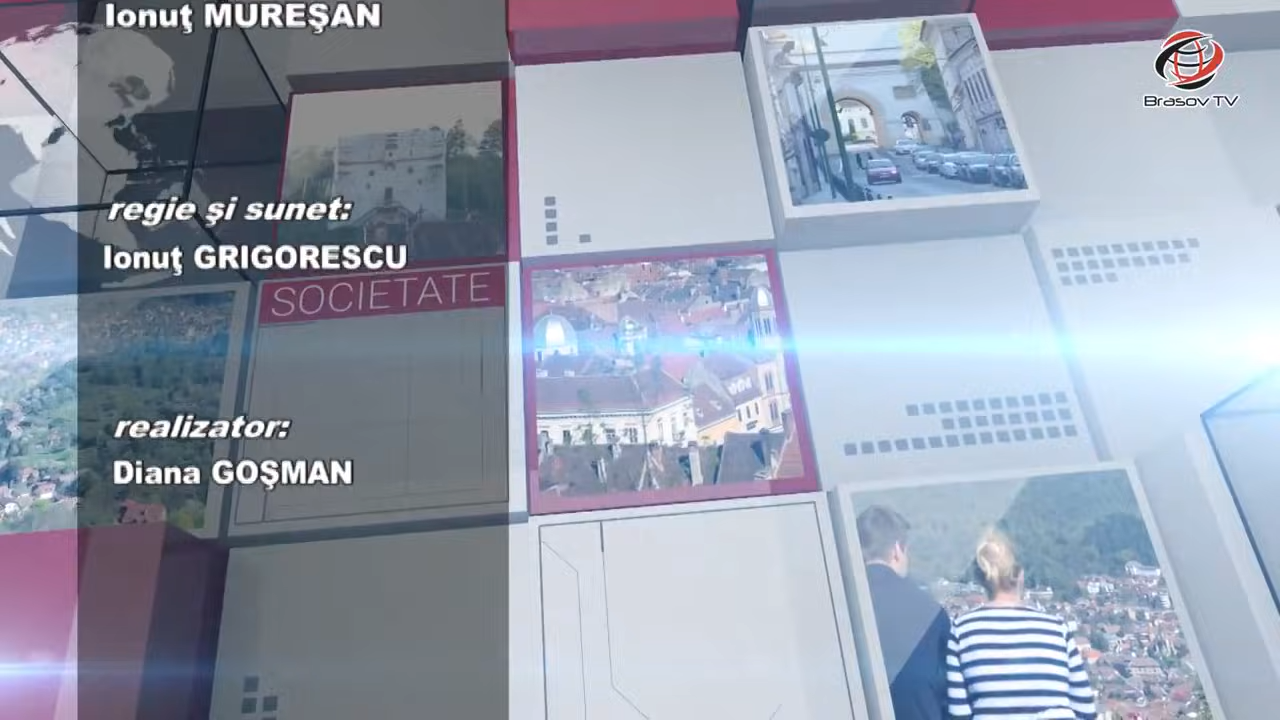 Ionuţ MUREŞAN
Brasov TV
regie şi sunet:
Ionuţ GRIGORESCU
SOCIETATE
realizator:
Diana GOŞMAN